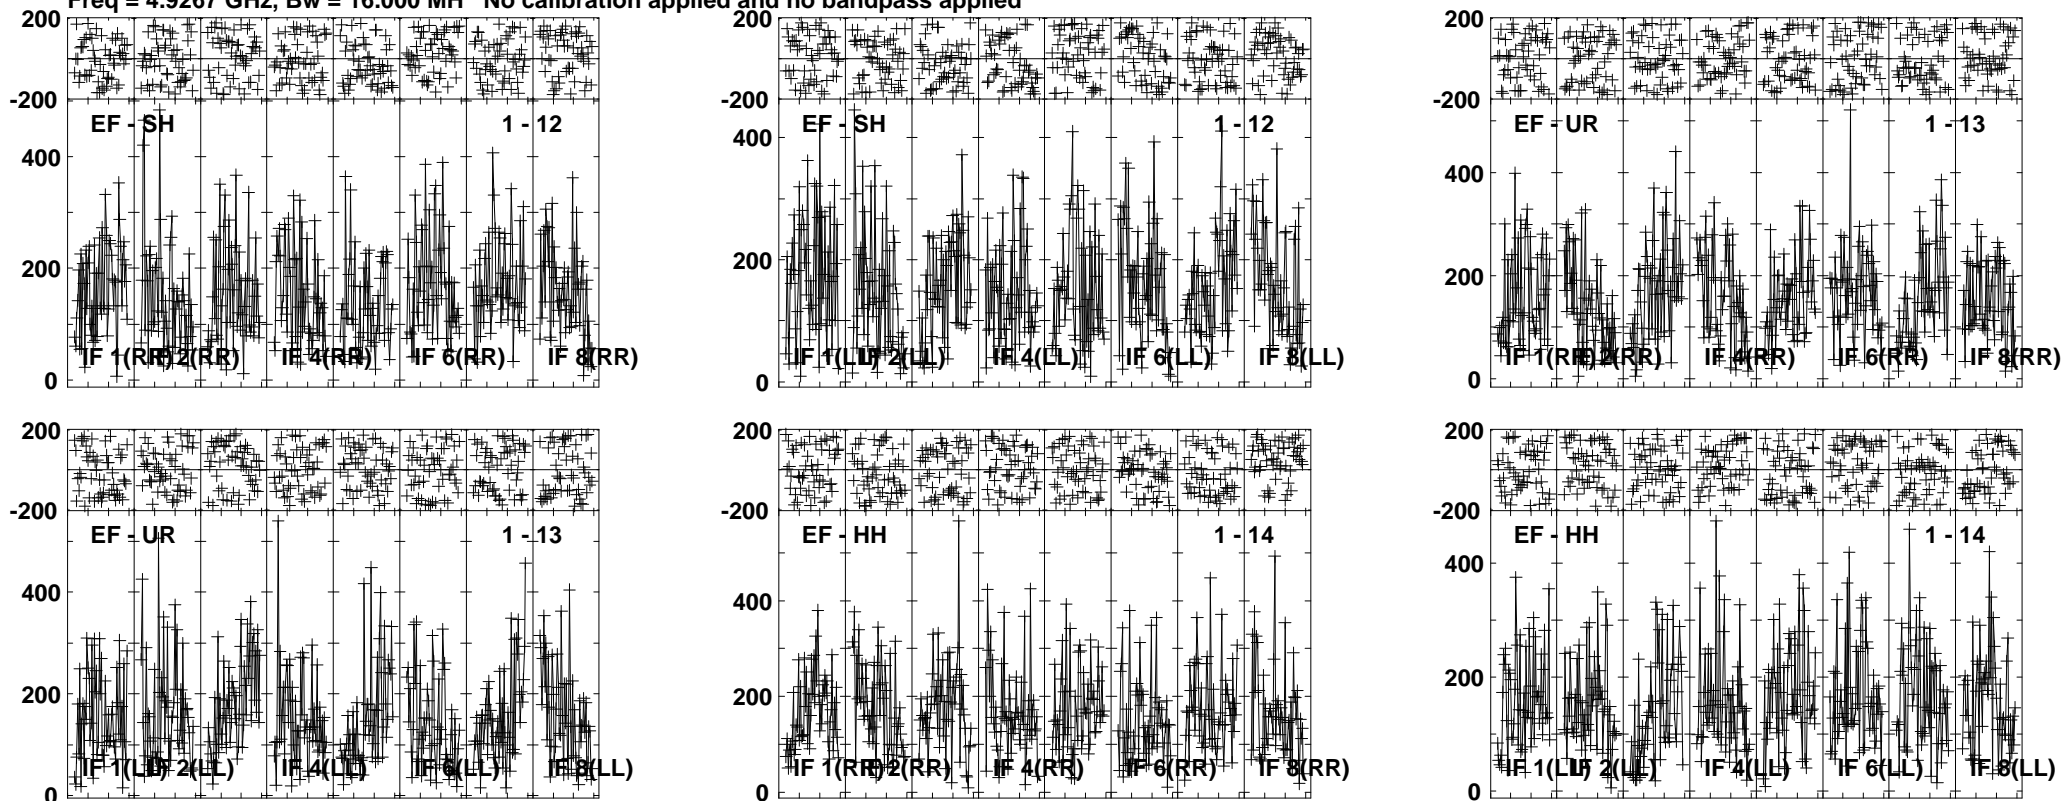 Freq = 4.9267 GHz, Bw = 16.000 MH No calibration applied and no bandpass applied
200
-200
EF - SH 1 - 12
400
200
0
IF 1(RR) IF 2(RR) IF 4(RR) IF 6(RR) IF 8(RR)
200
-200
EF - SH 1 - 12
400
200
0
IF 1(LL) IF 2(LL) IF 4(LL) IF 6(LL) IF 8(LL)
200
-200
EF - UR 1 - 13
400
200
0
IF 1(RR) IF 2(RR) IF 4(RR) IF 6(RR) IF 8(RR)
200
-200
EF - UR 1 - 13
400
200
0
IF 1(LL) IF 2(LL) IF 4(LL) IF 6(LL) IF 8(LL)
200
-200
EF - HH 1 - 14
400
200
0
IF 1(RR) IF 2(RR) IF 4(RR) IF 6(RR) IF 8(RR)
200
-200
EF - HH 1 - 14
400
200
0
IF 1(LL) IF 2(LL) IF 4(LL) IF 6(LL) IF 8(LL)